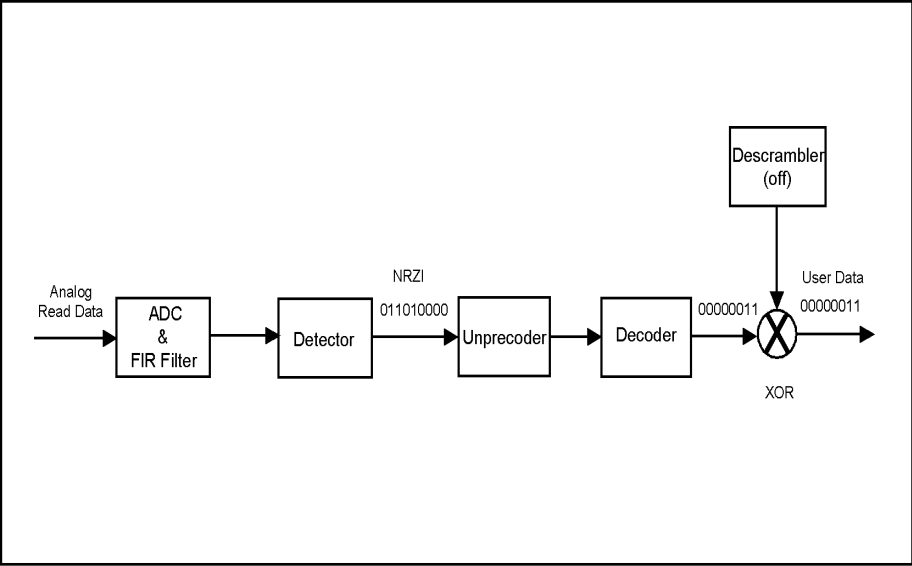 Descrambler
(off)
Analog
Read Data
ADC
&
FIR Filter
Detector
NRZI
011010000
Unprecoder
Decoder
00000011
User Data
00000011
XOR